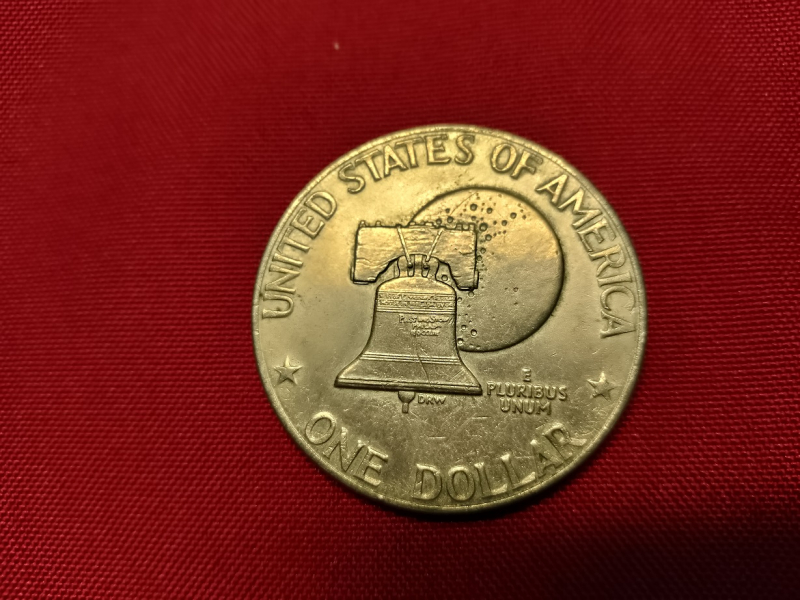 UNITED STATES OF AMERICA
DRW
E
PLURIBUS
UNUM
ONE DOLLAR